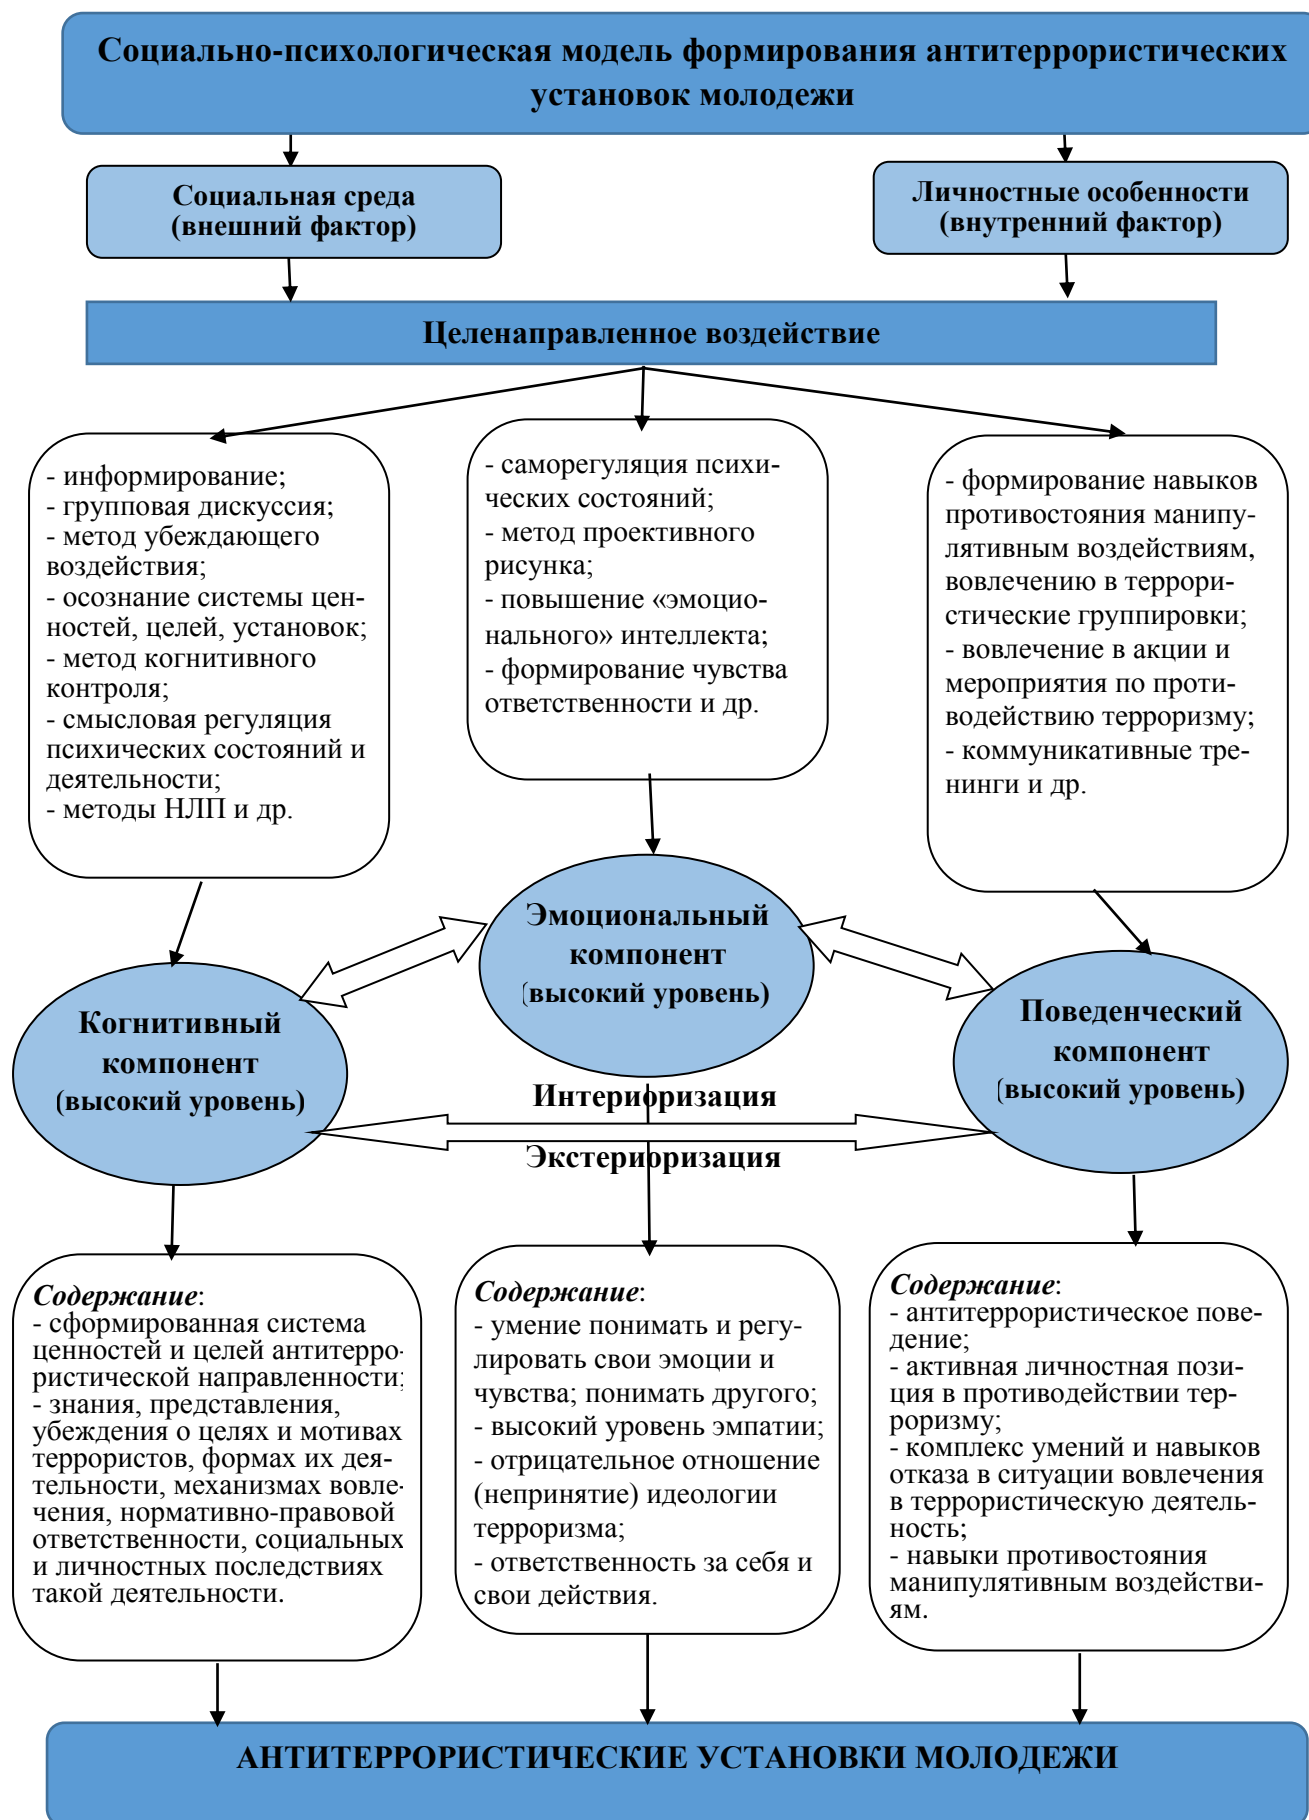 Социально-психологическая модель формирования антитеррористических
установок молодежи
Социальная среда
(внешний фактор)
Личностные особенности
(внутренний фактор)
Целенаправленное воздействие
- информирование;
- групповая дискуссия;
- метод убеждающего
воздействия;
- осознание системы цен-
ностей, целей, установок;
- метод когнитивного
контроля;
- смысловая регуляция
психических состояний и
деятельности;
- методы НЛП и др.
- саморегуляция психи-
ческих состояний;
- метод проективного
рисунка;
- повышение «эмоцио-
нального» интеллекта;
- формирование чувства
ответственности и др.
- формирование навыков
противостояния манипу-
лятивным воздействиям,
вовлечению в террори-
стические группировки;
- вовлечение в акции и
мероприятия по проти-
водействию терроризму;
- коммуникативные тре-
нинги и др.
Когнитивный
компонент
(высокий уровень)
Эмоциональный
компонент
(высокий уровень)
Поведенческий
компонент
(высокий уровень)
Интериоризация
Экстериоризация
Содержание:
- сформированная система
ценностей и целей антитерро-
ристической направленности;
- знания, представления,
убеждения о целях и мотивах
террористов, формах их дея-
тельности, механизмах вовле-
чения, нормативно-правовой
ответственности, социальных
и личностных последствиях
такой деятельности.
Содержание:
- умение понимать и регу-
лировать свои эмоции и
чувства; понимать другого;
- высокий уровень эмпатии;
- отрицательное отношение
(непринятие) идеологии
терроризма;
- ответственность за себя и
свои действия.
Содержание:
- антитеррористическое пове-
дение;
- активная личностная пози-
ция в противодействии тер-
роризму;
- комплекс умений и навыков
отказа в ситуации вовлечения
в террористическую деятель-
ность;
- навыки противостояния
манипулятивным воздействи-
ям.
АНТИТЕРРОРИСТИЧЕСКИЕ УСТАНОВКИ МОЛОДЕЖИ